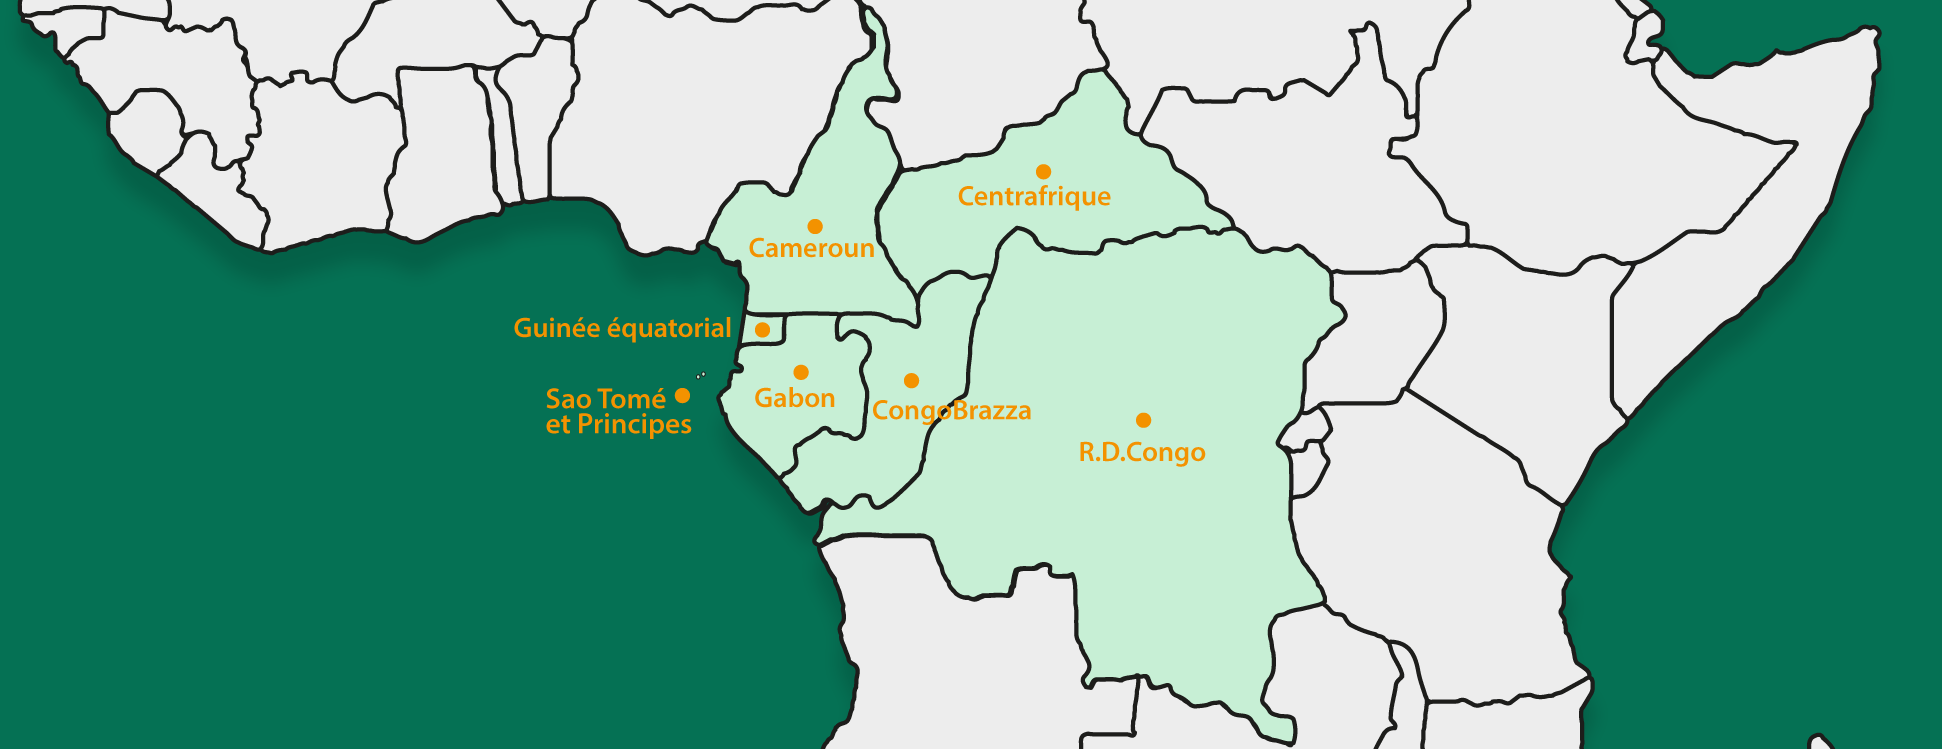 Centrafrique
Cameroun
Guinée équatorial
Sao Tomé
et Principes
Gabon
CongoBrazza
R.D.Congo